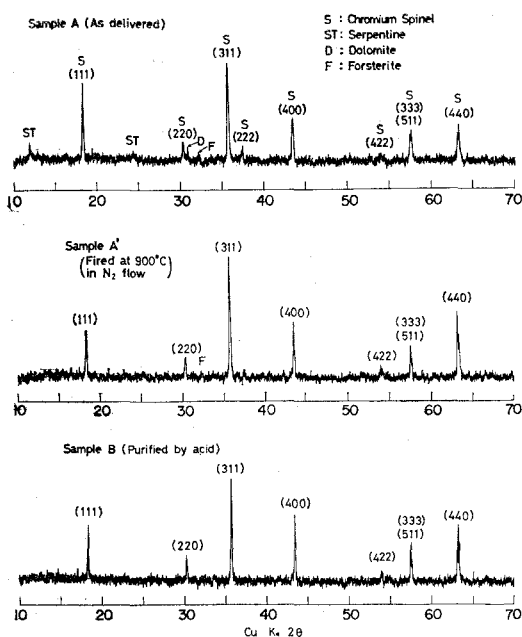 Sample A (As delivered)
S : Chromium Spinel
ST: Serpentine
D : Dolomite
F : Forsterite
ST
S
(111)
ST
S
(220)
D
F
S
(311)
S
(222)
S
(400)
S
(422)
S
(333)
(511)
S
(440)
10 20 30 40 50 60 70
Sample A'
(Fired at 900°C)
in N₂ flow
(111)
(220)
F
(311)
(400)
(422)
(333)
(511)
(440)
10 20 30 40 50 60 70
Sample B (Purified by acid)
(111)
(220)
(311)
(400)
(422)
(333)
(511)
(440)
10 20 30 40 50 60 70
Cu Kα 2θ